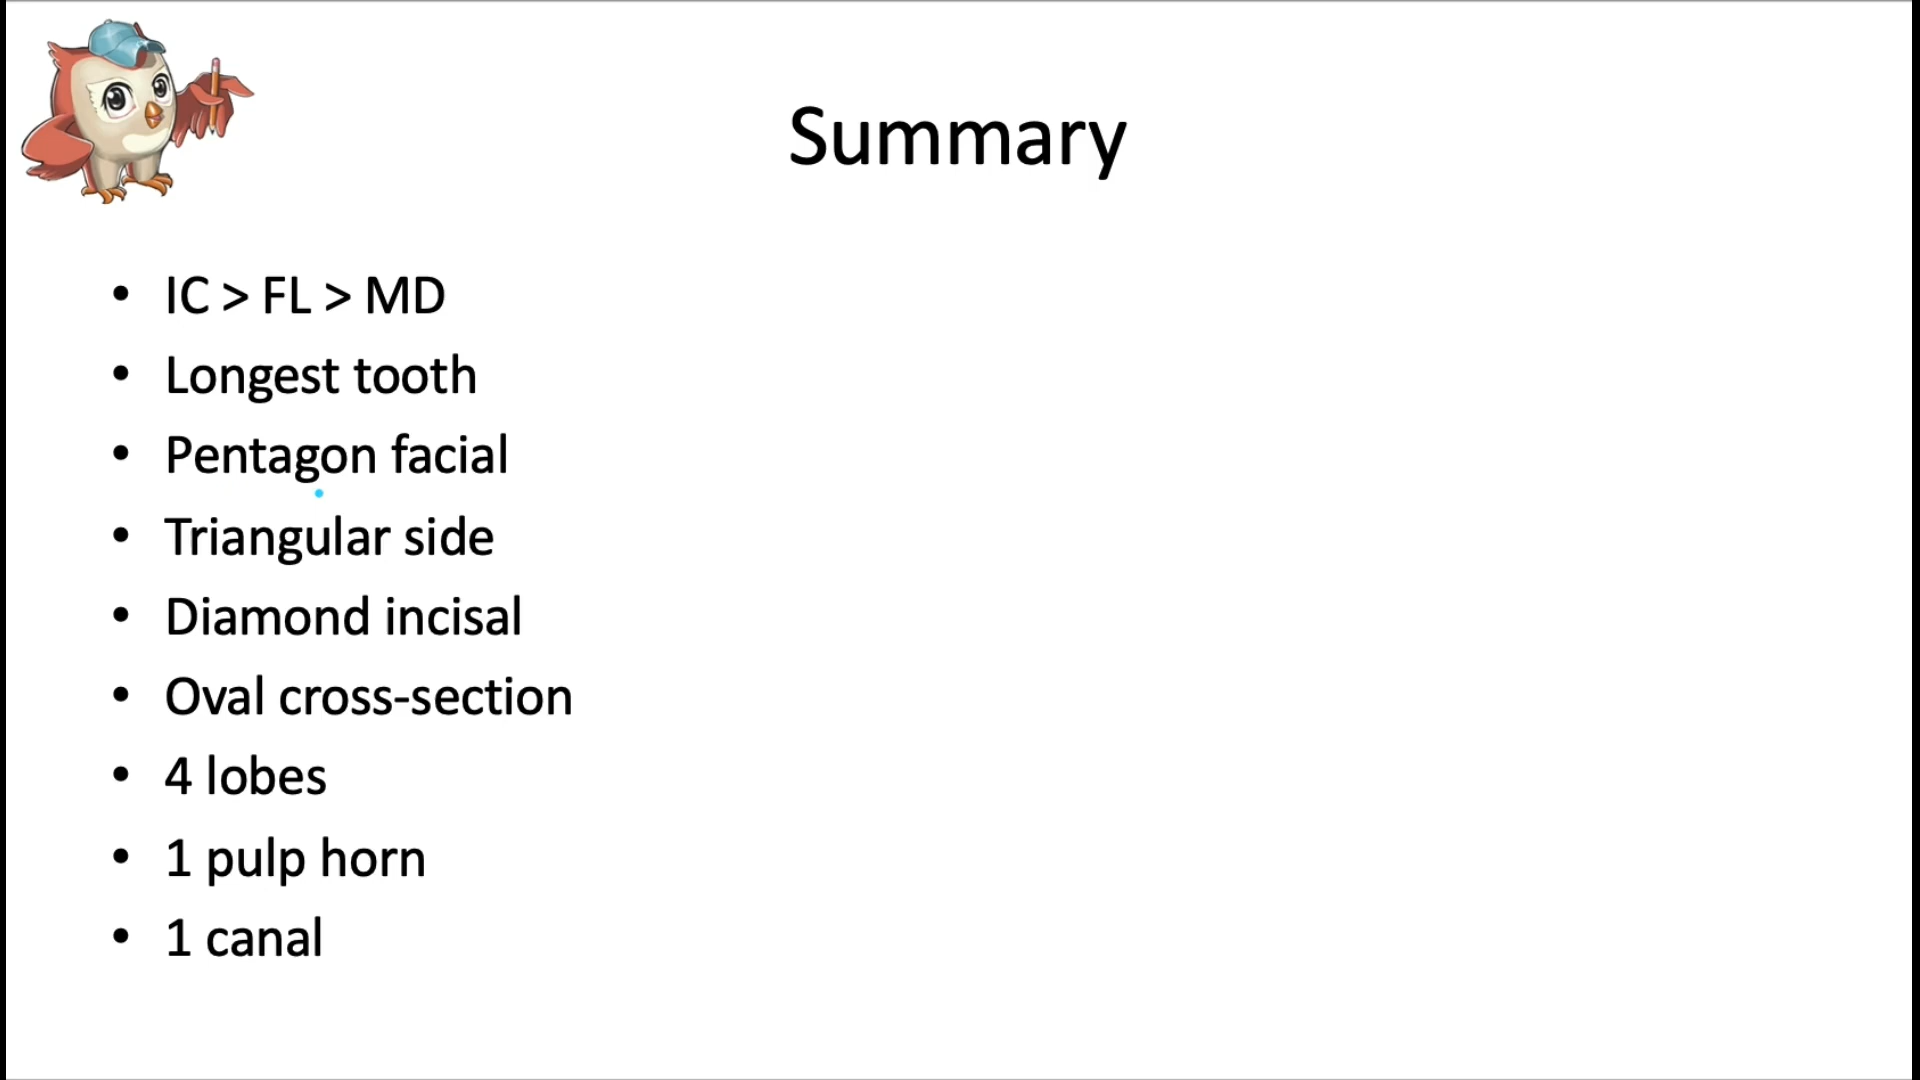 Summary
• IC > FL > MD
• Longest tooth
• Pentagon facial
• Triangular side
• Diamond incisal
• Oval cross-section
• 4 lobes
• 1 pulp horn
• 1 canal